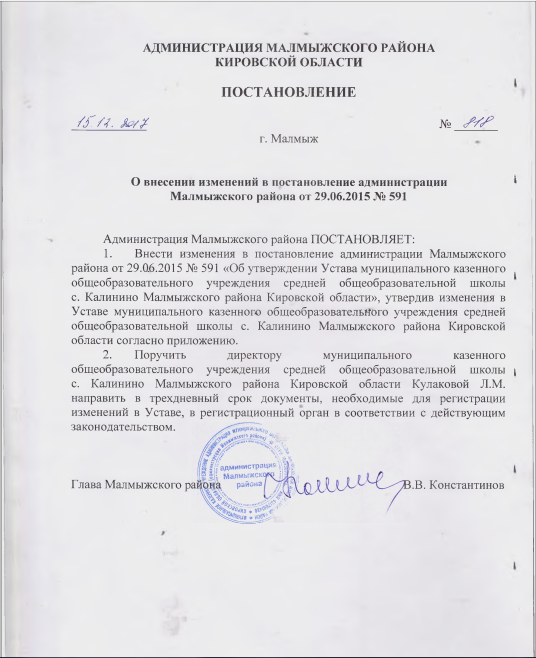 АДМИНИСТРАЦИЯ МАЛМЫЖСКОГО РАЙОНА
КИРОВСКОЙ ОБЛАСТИ
ПОСТАНОВЛЕНИЕ
15.12. 2017 № 818
г. Малмыж
О внесении изменений в постановление администрации
Малмыжского района от 29.06.2015 № 591
Администрация Малмыжского района ПОСТАНОВЛЯЕТ:
1. Внести изменения в постановление администрации Малмыжского
района от 29.06.2015 № 591 «Об утверждении Устава муниципального казенного
общеобразовательного учреждения средней общеобразовательной школы
с. Калинино Малмыжского района Кировской области», утвердив изменения в
Уставе муниципального казенного общеобразовательного учреждения средней
общеобразовательной школы с. Калинино Малмыжского района Кировской
области согласно приложению.
2. Поручить директору муниципального казенного
общеобразовательного учреждения средней общеобразовательной школы
с. Калинино Малмыжского района Кировской области Кулаковой Л.М.
направить в трехдневный срок документы, необходимые для регистрации
изменений в Уставе, в регистрационный орган в соответствии с действующим
законодательством.
администрация
Малмыжского
района
Глава Малмыжского района В.В. Константинов